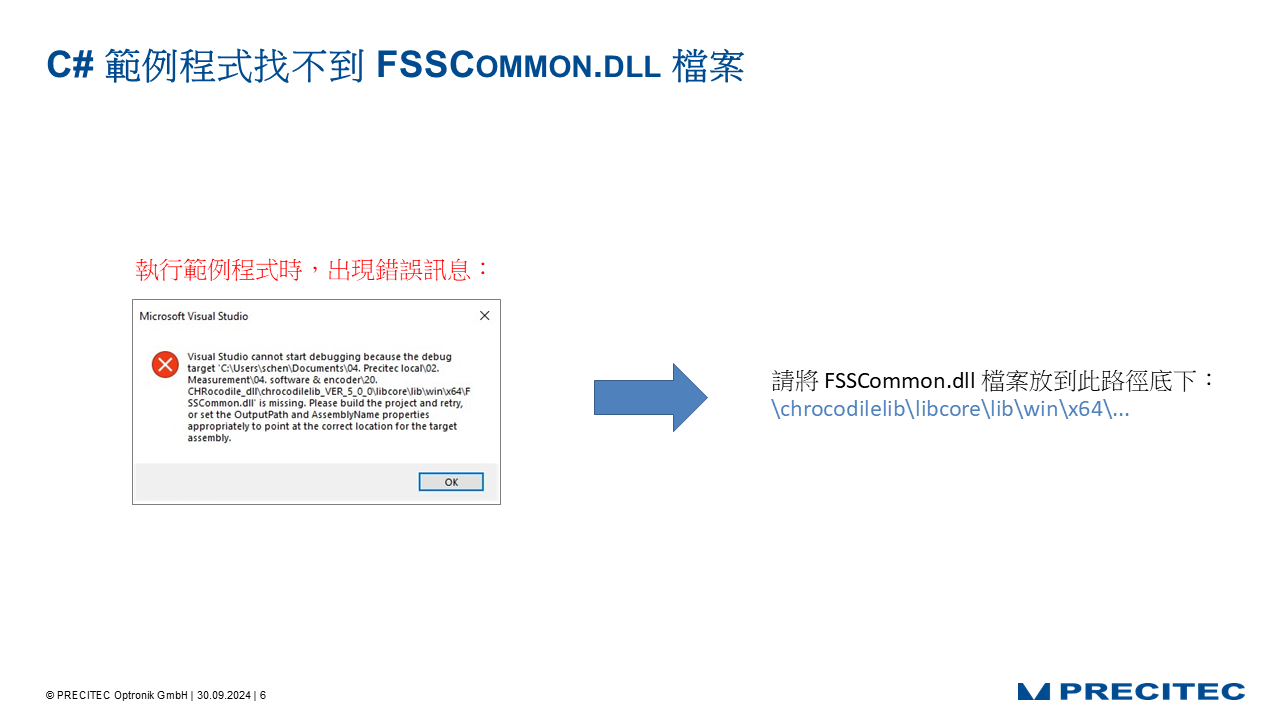 C# 範例程式找不到 FSSCOMMON.DLL 檔案
執行範例程式時，出現錯誤訊息：
Microsoft Visual Studio
Visual Studio cannot start debugging because the debug
target 'C:\Users\schen\Documents\04. Precitec local\02.
Measurement\04. software & encoder\20.
CHRocodile_dll\chrocodilelib_VER_5_0_0\libcore\lib\win\x64\F
SSCommon.dll' is missing. Please build the project and retry,
or set the OutputPath and AssemblyName properties
appropriately to point at the correct location for the target
assembly.
OK
請將 FSSCommon.dll 檔案放到此路徑底下：
\chrocodilelib\libcore\lib\win\x64\...
© PRECITEC Optronik GmbH | 30.09.2024 | 6
PRECITEC